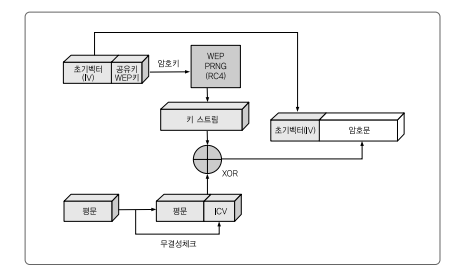 초기벡터
(IV)
공유키
WEP키
암호키
WEP
PRNG
(RC4)
키 스트림
초기벡터(IV)
암호문
XOR
평문
평문
ICV
무결성체크